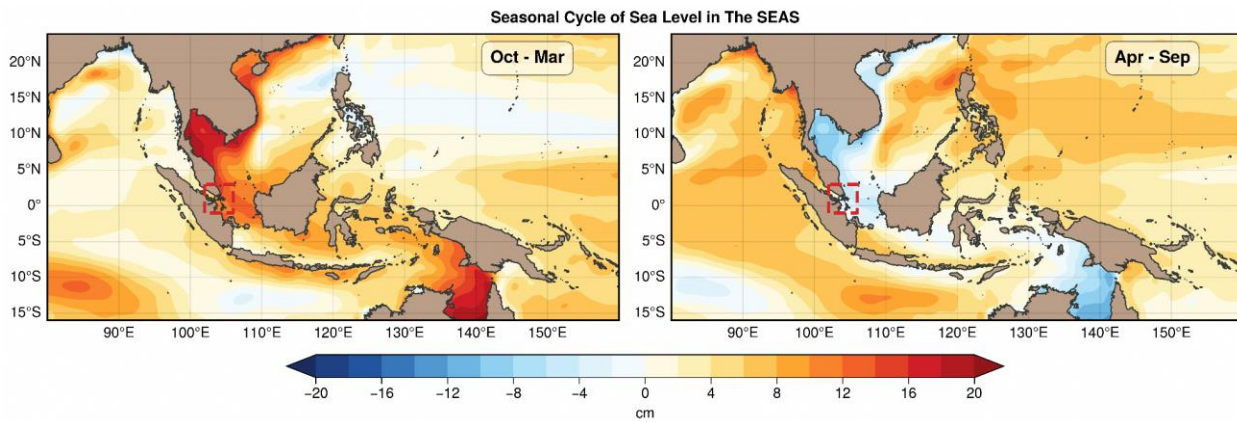 Seasonal Cycle of Sea Level in The SEAS
Oct - Mar
20°N
15°N
10°N
5°N
0°
5°S
10°S
15°S
90°E 100°E 110°E 120°E 130°E 140°E 150°E
Apr - Sep
20°N
15°N
10°N
5°N
0°
5°S
10°S
15°S
90°E 100°E 110°E 120°E 130°E 140°E 150°E
−20 −16 −12 −8 −4 0 4 8 12 16 20
cm